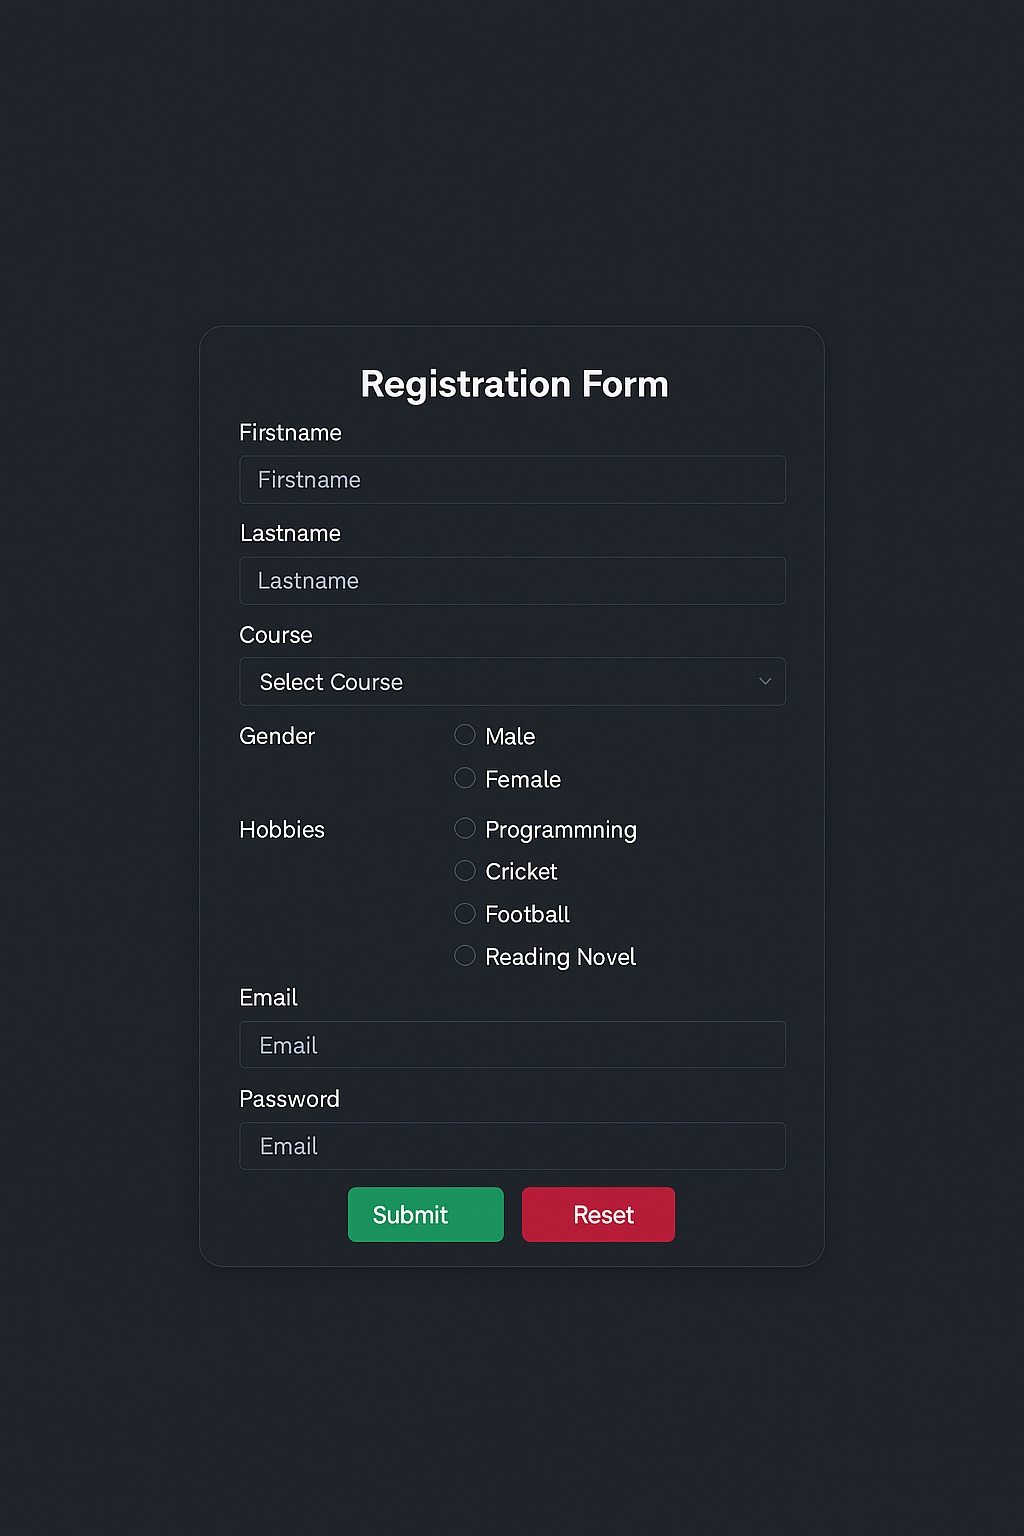 Registration Form
Firstname
Firstname
Lastname
Lastname
Course
Select Course
Gender
Male
Female
Hobbies
Programmning
Cricket
Football
Reading Novel
Email
Email
Password
Email
Submit
Reset